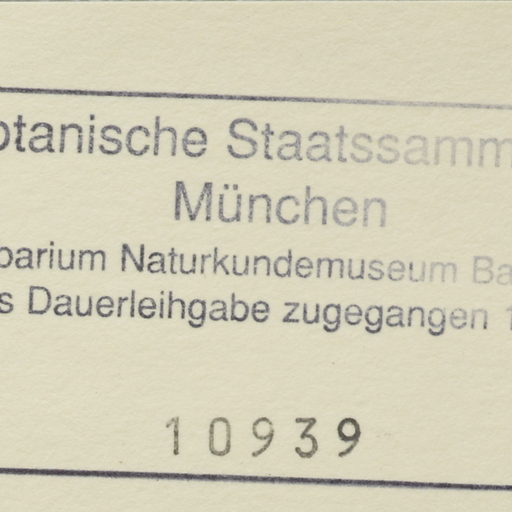 otanische Staatssamm
München
barium Naturkundemuseum Ba
s Dauerleihgabe zugegangen 1
10939